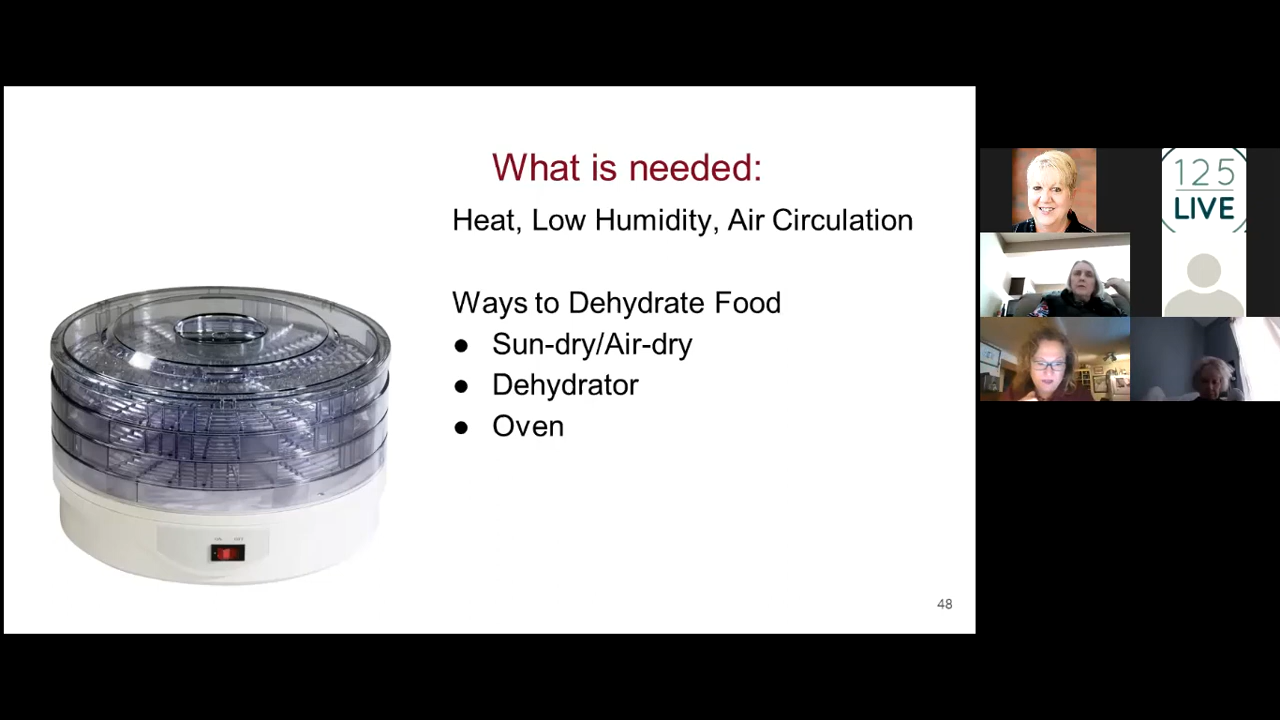 What is needed:
Heat, Low Humidity, Air Circulation
Ways to Dehydrate Food
● Sun-dry/Air-dry
● Dehydrator
● Oven
48
125
LIVE